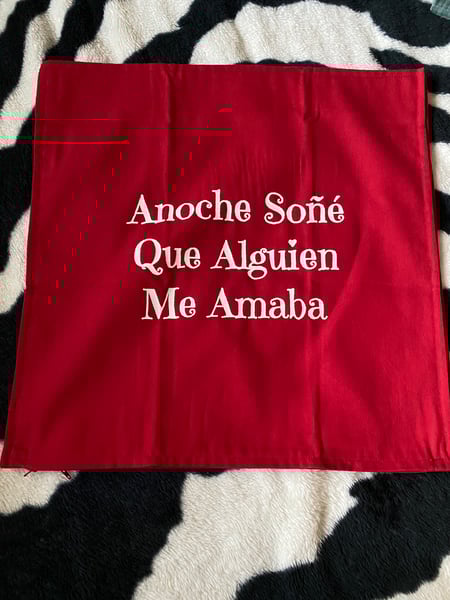 Anoche Soñé
Que Alguien
Me Amaba